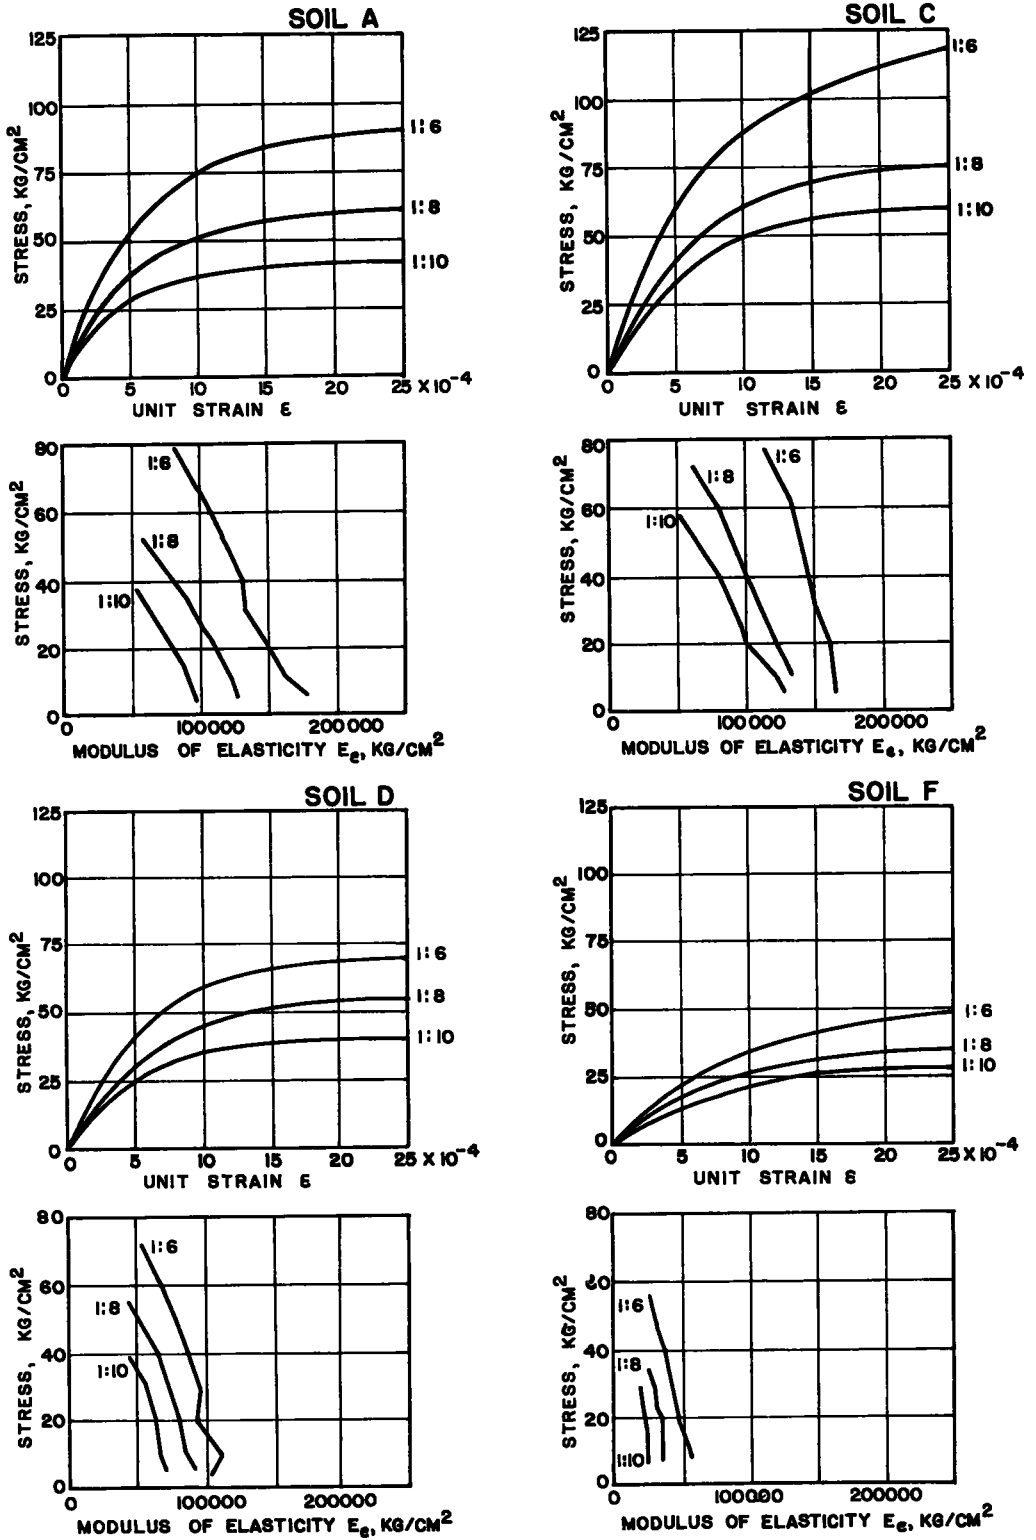 SOIL A
125
100
75
50
25
0
STRESS, KG/CM²
1:6
1:8
1:10
0 5 10 15 20 25 X 10⁻⁴
UNIT STRAIN Ɛ
80
60
40
20
0
STRESS, KG/CM²
1:6
1:8
1:10
0 100000 200000
MODULUS OF ELASTICITY Ee, KG/CM²
SOIL C
125
100
75
50
25
0
STRESS, KG/CM²
1:6
1:8
1:10
0 5 10 15 20 25 X 10⁻⁴
UNIT STRAIN Ɛ
80
60
40
20
0
STRESS, KG/CM²
1:6
1:8
1:10
0 100000 200000
MODULUS OF ELASTICITY Ee, KG/CM²
SOIL D
125
100
75
50
25
0
STRESS, KG/CM²
1:6
1:8
1:10
0 5 10 15 20 25 X 10⁻⁴
UNIT STRAIN Ɛ
80
60
40
20
0
STRESS, KG/CM²
1:6
1:8
1:10
0 100000 200000
MODULUS OF ELASTICITY Ee, KG/CM²
SOIL F
125
100
75
50
25
0
STRESS, KG/CM²
1:6
1:8
1:10
0 5 10 15 20 25 X 10⁻⁴
UNIT STRAIN Ɛ
80
60
40
20
0
STRESS, KG/CM²
1:6
1:8
1:10
0 100000 200000
MODULUS OF ELASTICITY Ee, KG/CM²